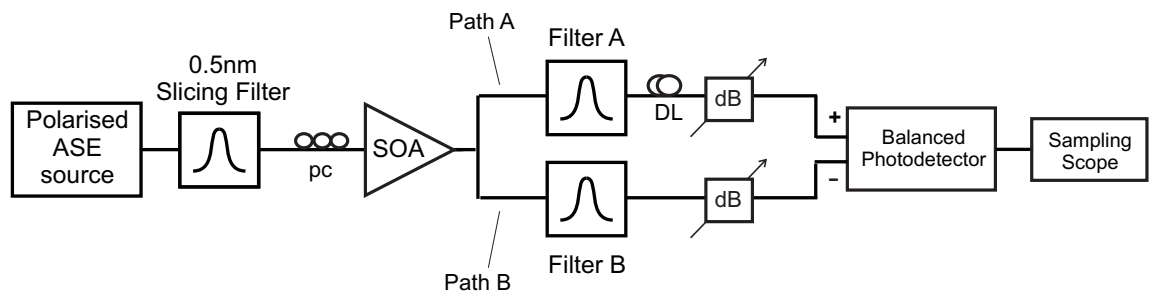 Path A
Filter A
0.5nm
Slicing Filter
Polarised
ASE
source
pc
SOA
DL
dB
+
Balanced
Photodetector
−
Sampling
Scope
dB
Path B
Filter B